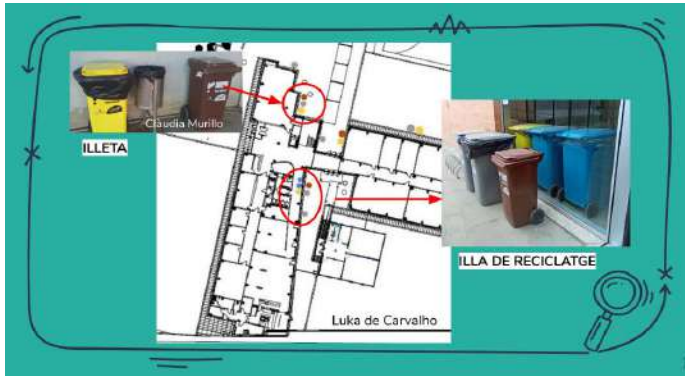 Claudia Murillo
ILLETA
ILLA DE RECICLATGE
Luka de Carvalho